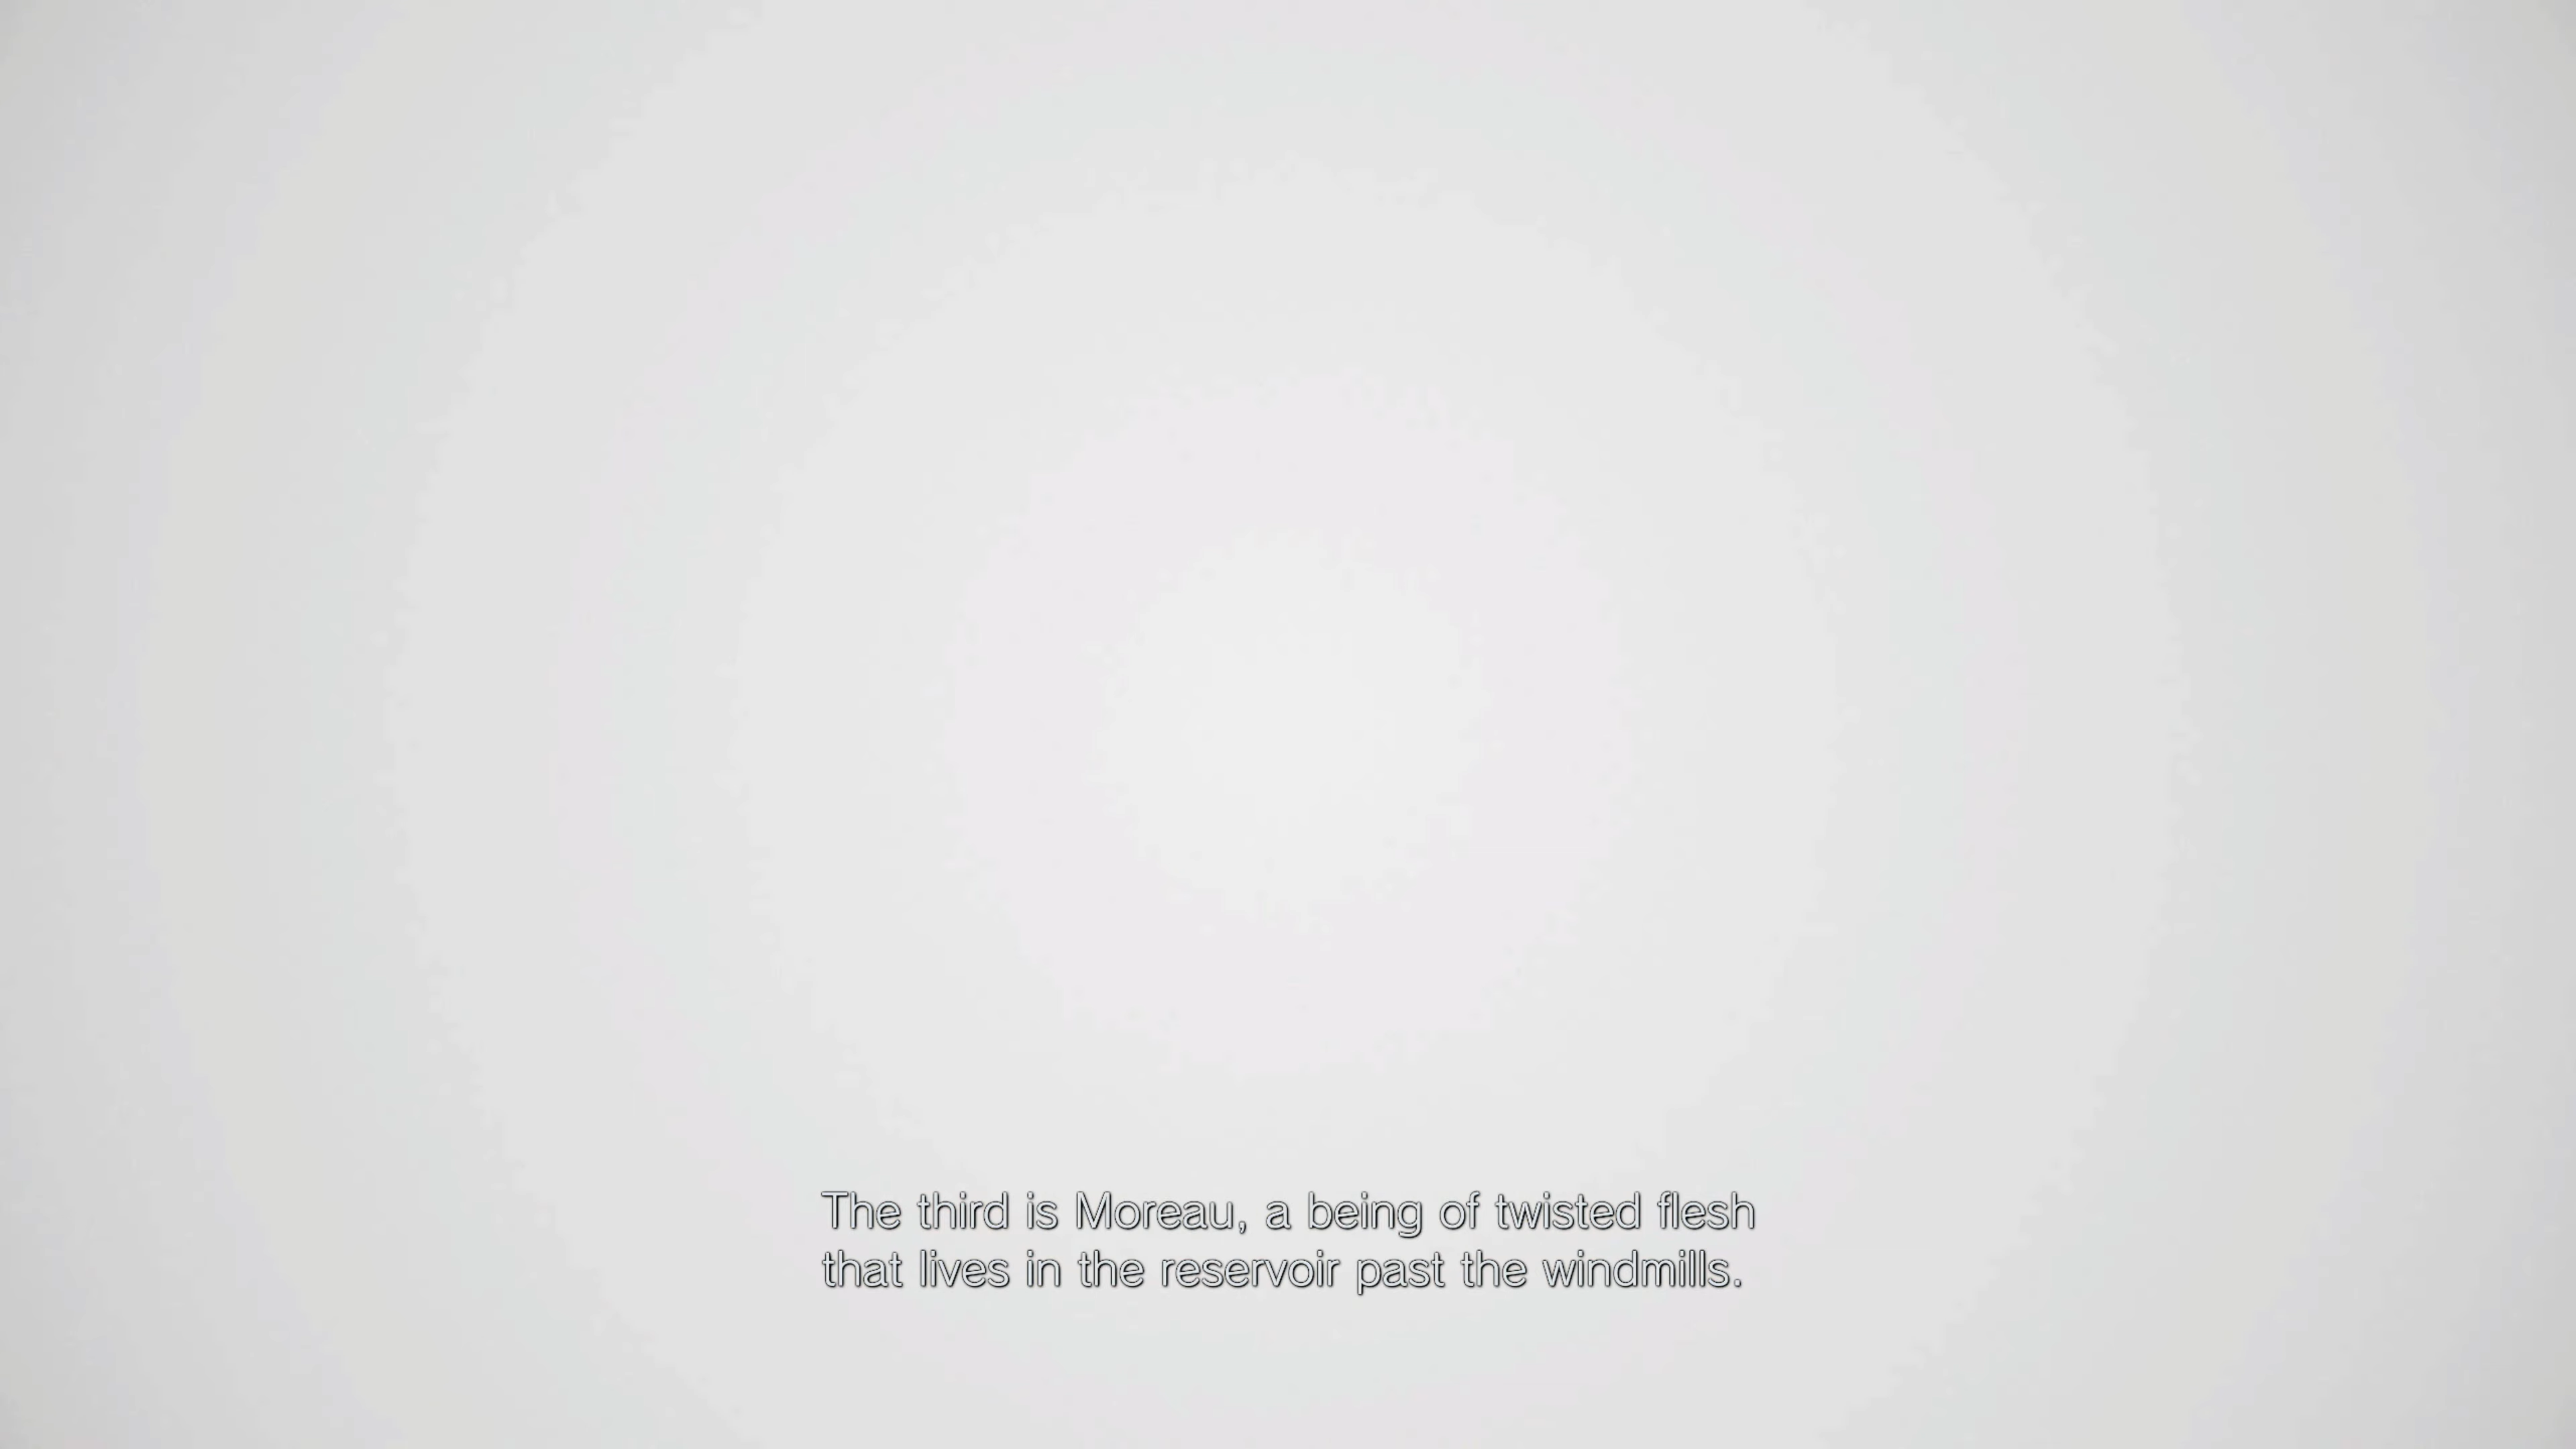 The third is Moreau, a being of twisted flesh
that lives in the reservoir past the windmills.